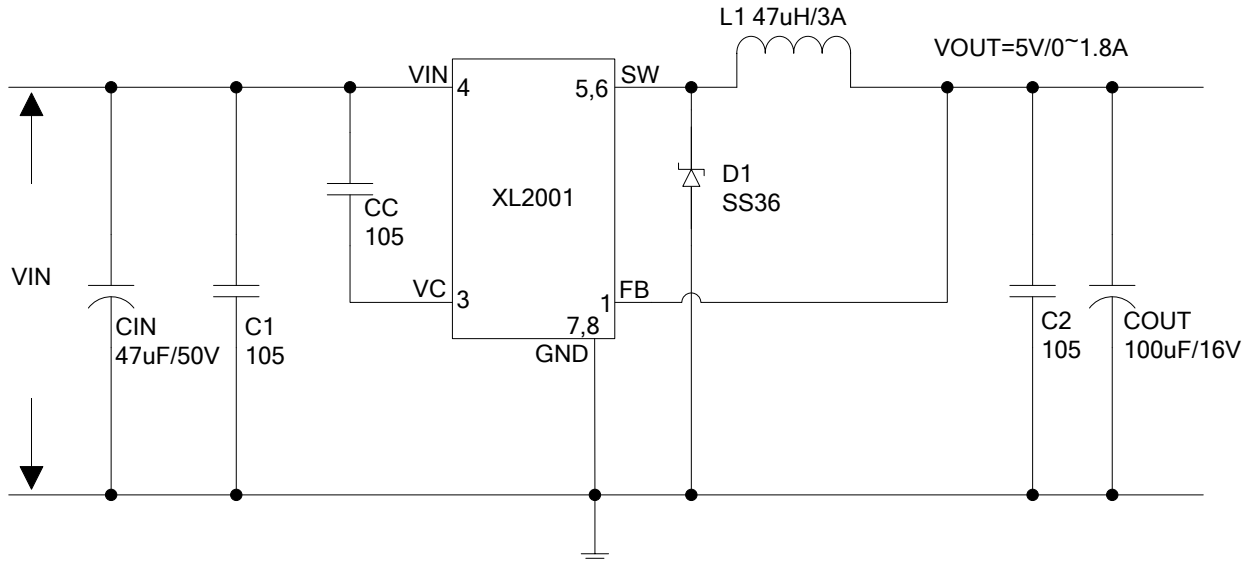 L1 47uH/3A
VOUT=5V/0~1.8A
VIN
4
5,6
SW
XL2001
D1
SS36
CC
105
VIN
VC
3
1
FB
7,8
GND
CIN
47uF/50V
C1
105
C2
105
COUT
100uF/16V